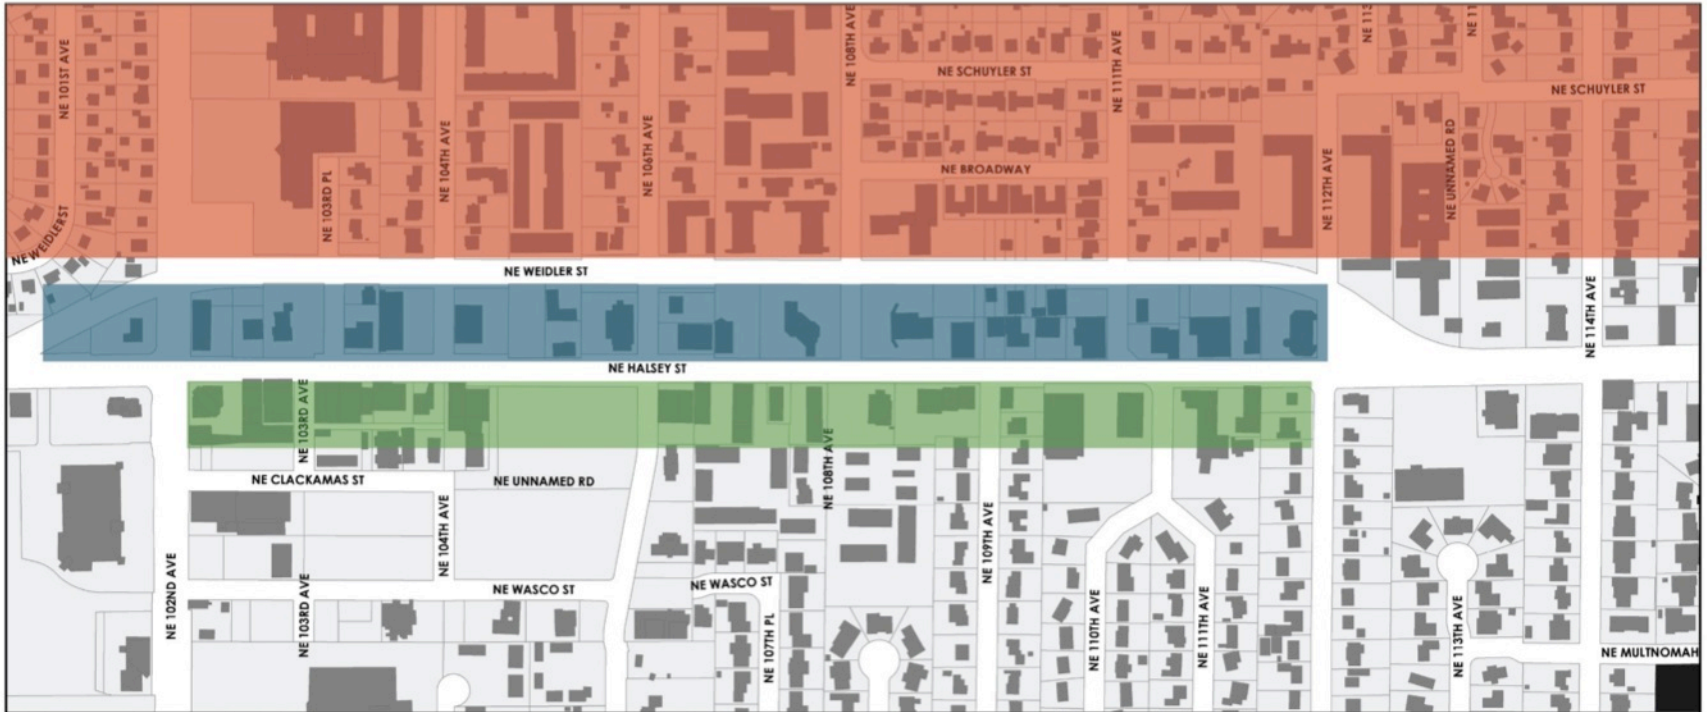 NE 101ST AVE
NE 108TH AVE
NE 111TH AVE
NE 113
NE 11
NE SCHUYLER ST
NE SCHUYLER ST
NE 104TH AVE
NE 106TH AVE
NE 103RD PL
NE BROADWAY
NE 112TH AVE
NE UNNAMED RD
NE WEIDLER ST
NE WEIDLER ST
NE 114TH AVE
NE HALSEY ST
NE 103RD AVE
NE 108TH AVE
NE CLACKAMAS ST
NE UNNAMED RD
NE 104TH AVE
NE 109TH AVE
NE 102ND AVE
NE 103RD AVE
NE WASCO ST
NE WASCO ST
NE 107TH PL
NE 110TH AVE
NE 111TH AVE
NE 113TH AVE
NE MULTNOMAH